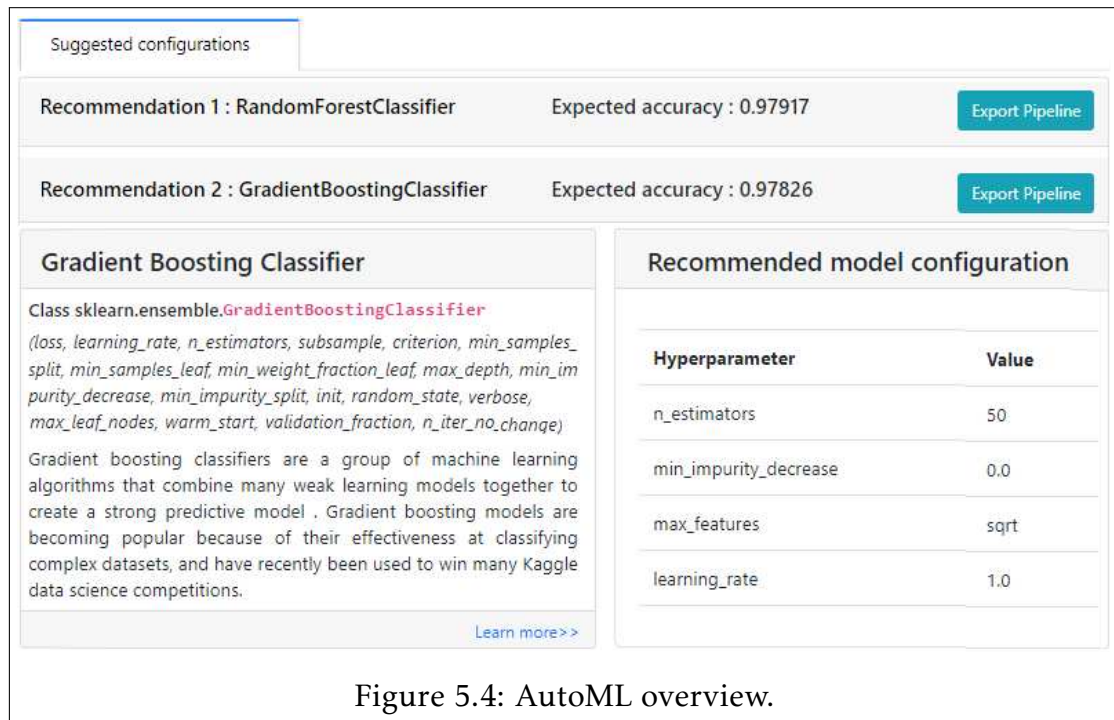 Suggested configurations
Recommendation 1 : RandomForestClassifier Expected accuracy : 0.97917 Export Pipeline
Recommendation 2 : GradientBoostingClassifier Expected accuracy : 0.97826 Export Pipeline
Gradient Boosting Classifier
Class sklearn.ensemble.GradientBoostingClassifier
(loss, learning_rate, n_estimators, subsample, criterion, min_samples_
split, min_samples_leaf, min_weight_fraction_leaf, max_depth, min_im
purity_decrease, min_impurity_split, init, random_state, verbose,
max_leaf_nodes, warm_start, validation_fraction, n_iter_no_change)
Gradient boosting classifiers are a group of machine learning
algorithms that combine many weak learning models together to
create a strong predictive model . Gradient boosting models are
becoming popular because of their effectiveness at classifying
complex datasets, and have recently been used to win many Kaggle
data science competitions.
Learn more>>
Recommended model configuration
Hyperparameter Value
n_estimators 50
min_impurity_decrease 0.0
max_features sqrt
learning_rate 1.0
Figure 5.4: AutoML overview.